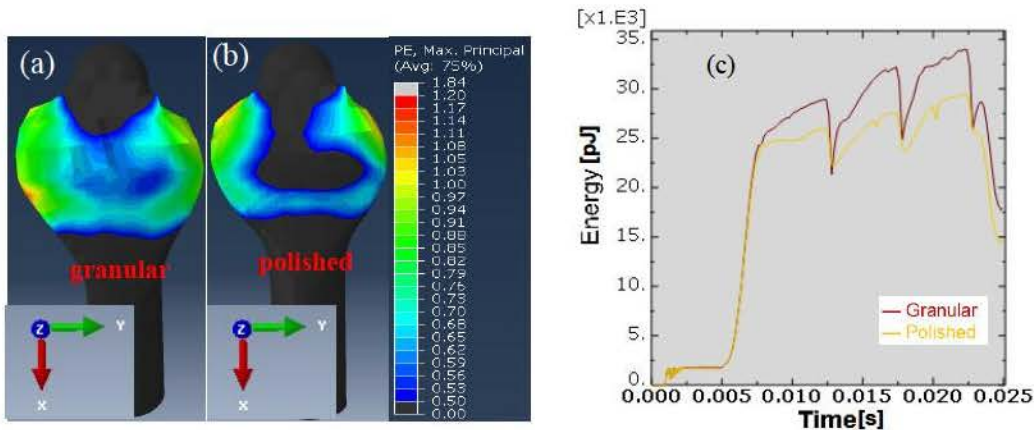 (a)
granular
Z
Y
X
(b)
polished
Z
Y
X
PE, Max. Principal
(Avg: 75%)
1.84
1.20
1.17
1.14
1.11
1.08
1.05
1.03
1.00
0.97
0.94
0.91
0.88
0.85
0.82
0.79
0.76
0.73
0.70
0.68
0.65
0.62
0.59
0.56
0.53
0.50
0.00
[x1.E3]
(c)
35.
30.
25.
20.
15.
10.
5.
0.
Energy [pJ]
Granular
Polished
0.000 0.005 0.010 0.015 0.020 0.025
Time[s]